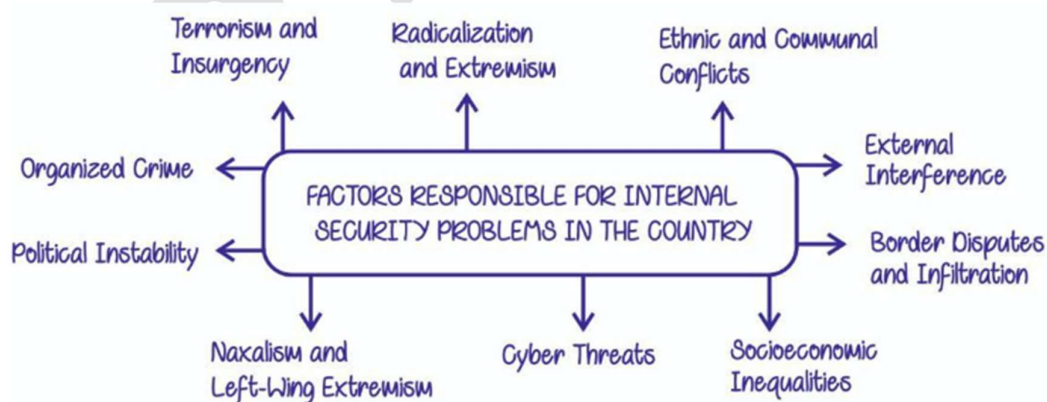 Terrorism and
Insurgency
Radicalization
and Extremism
Ethnic and Communal
Conflicts
Organized Crime
External
Interference
FACTORS RESPONSIBLE FOR INTERNAL
SECURITY PROBLEMS IN THE COUNTRY
Political Instability
Border Disputes
and Infiltration
Naxalism and
Left-Wing Extremism
Cyber Threats
Socioeconomic
Inequalities